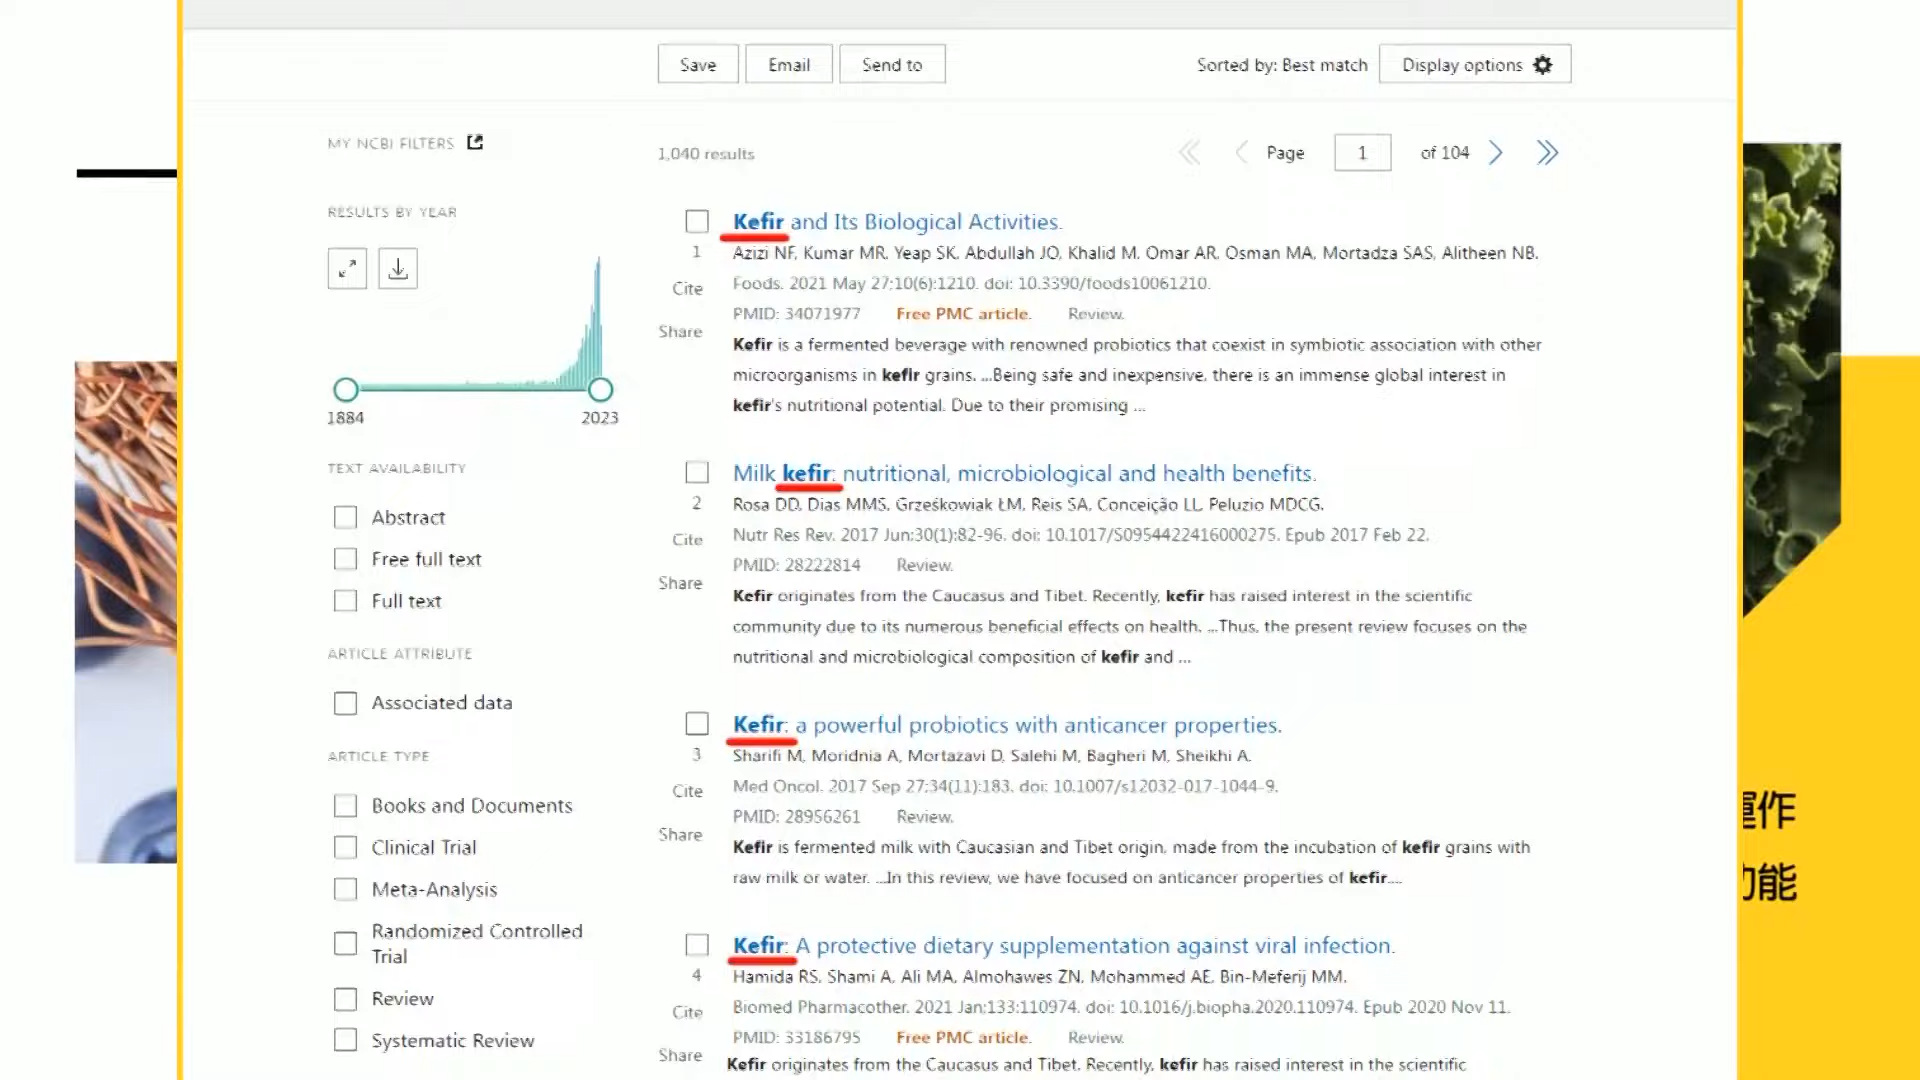 Save
Email
Send to
Sorted by: Best match
Display options
MY NCBI FILTERS
1,040 results
Page
1
of 104
RESULTS BY YEAR
1884
2023
TEXT AVAILABILITY
Abstract
Free full text
Full text
ARTICLE ATTRIBUTE
Associated data
ARTICLE TYPE
Books and Documents
Clinical Trial
Meta-Analysis
Randomized Controlled
Trial
Review
Systematic Review
Kefir and Its Biological Activities.
1
Azizi NF, Kumar MR, Yeap SK, Abdullah JO, Khalid M, Omar AR, Osman MA, Mortadza SAS, Alitheen NB.
Cite
Foods. 2021 May 27;10(6):1210. doi: 10.3390/foods10061210.
PMID: 34071977 Free PMC article. Review.
Share
Kefir is a fermented beverage with renowned probiotics that coexist in symbiotic association with other
microorganisms in kefir grains. ...Being safe and inexpensive, there is an immense global interest in
kefir's nutritional potential. Due to their promising ...
Milk kefir: nutritional, microbiological and health benefits.
2
Rosa DD, Dias MMS, Grześkowiak ŁM, Reis SA, Conceição LL, Peluzio MDCG.
Cite
Nutr Res Rev. 2017 Jun;30(1):82-96. doi: 10.1017/S0954422416000275. Epub 2017 Feb 22.
PMID: 28222814 Review.
Share
Kefir originates from the Caucasus and Tibet. Recently, kefir has raised interest in the scientific
community due to its numerous beneficial effects on health. ...Thus, the present review focuses on the
nutritional and microbiological composition of kefir and ...
Kefir: a powerful probiotics with anticancer properties.
3
Sharifi M, Moridnia A, Mortazavi D, Salehi M, Bagheri M, Sheikhi A.
Cite
Med Oncol. 2017 Sep 27;34(11):183. doi: 10.1007/s12032-017-1044-9.
PMID: 28956261 Review.
Share
Kefir is fermented milk with Caucasian and Tibet origin, made from the incubation of kefir grains with
raw milk or water. ...In this review, we have focused on anticancer properties of kefir....
Kefir: A protective dietary supplementation against viral infection.
4
Hamida RS, Shami A, Ali MA, Almohawes ZN, Mohammed AE, Bin-Meferij MM.
Cite
Biomed Pharmacother. 2021 Jan;133:110974. doi: 10.1016/j.biopha.2020.110974. Epub 2020 Nov 11.
PMID: 33186795 Free PMC article. Review.
Share
Kefir originates from the Caucasus and Tibet. Recently, kefir has raised interest in the scientific
運作
功能